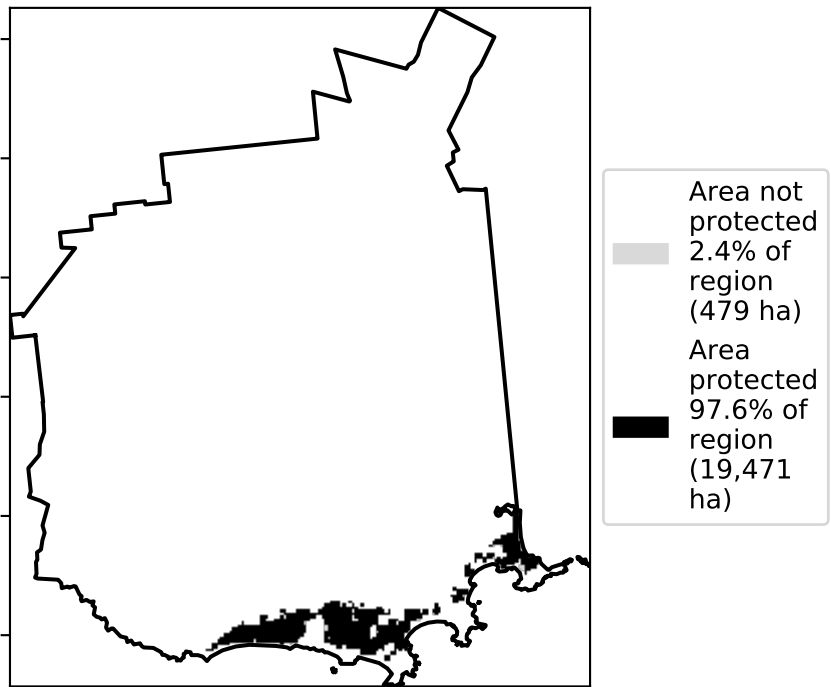 Area not
protected
2.4% of
region
(479 ha)
Area
protected
97.6% of
region
(19,471
ha)